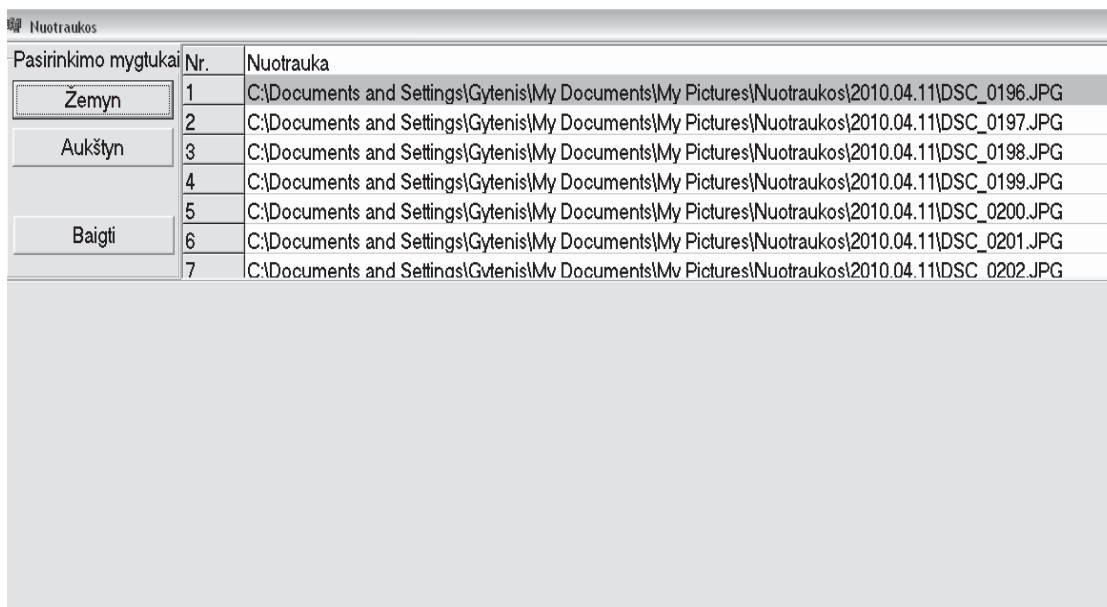 Nuotraukos
Pasirinkimo mygtukai
Žemyn
Aukštyn
Baigti
Nr. Nuotrauka
1 C:\Documents and Settings\Gytenis\My Documents\My Pictures\Nuotraukos\2010.04.11\DSC_0196.JPG
2 C:\Documents and Settings\Gytenis\My Documents\My Pictures\Nuotraukos\2010.04.11\DSC_0197.JPG
3 C:\Documents and Settings\Gytenis\My Documents\My Pictures\Nuotraukos\2010.04.11\DSC_0198.JPG
4 C:\Documents and Settings\Gytenis\My Documents\My Pictures\Nuotraukos\2010.04.11\DSC_0199.JPG
5 C:\Documents and Settings\Gytenis\My Documents\My Pictures\Nuotraukos\2010.04.11\DSC_0200.JPG
6 C:\Documents and Settings\Gytenis\My Documents\My Pictures\Nuotraukos\2010.04.11\DSC_0201.JPG
7 C:\Documents and Settings\Gytenis\My Documents\My Pictures\Nuotraukos\2010.04.11\DSC_0202.JPG